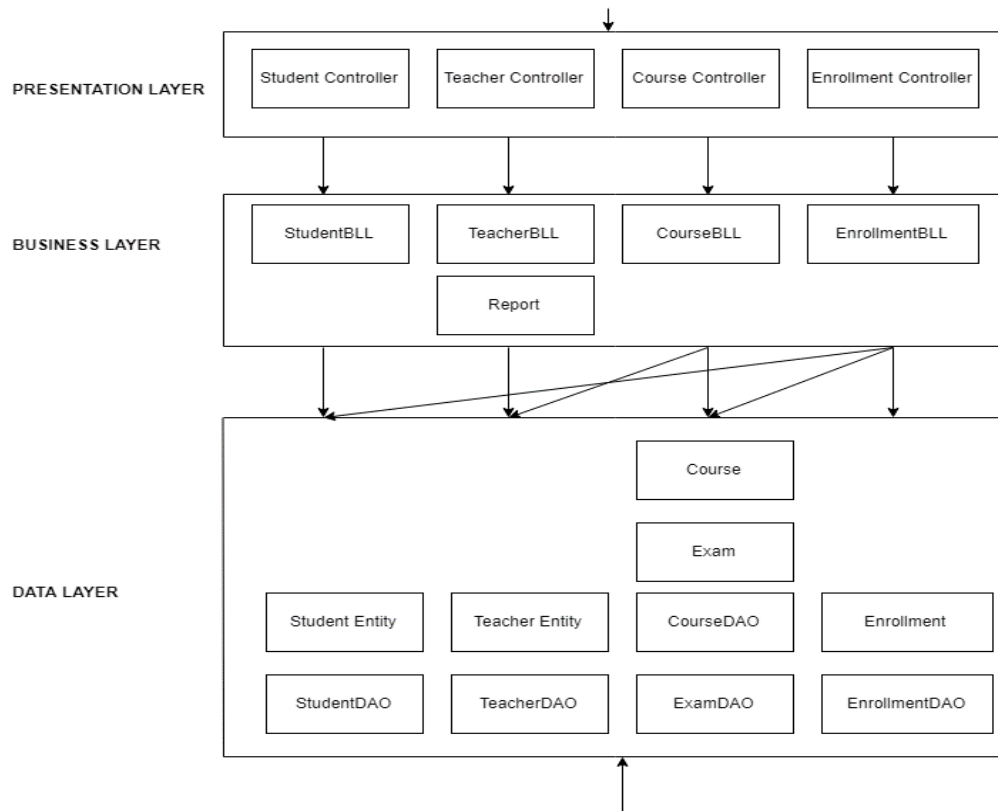 PRESENTATION LAYER
Student Controller
Teacher Controller
Course Controller
Enrollment Controller
BUSINESS LAYER
StudentBLL
TeacherBLL
CourseBLL
EnrollmentBLL
Report
DATA LAYER
Course
Exam
Student Entity
Teacher Entity
CourseDAO
Enrollment
StudentDAO
TeacherDAO
ExamDAO
EnrollmentDAO